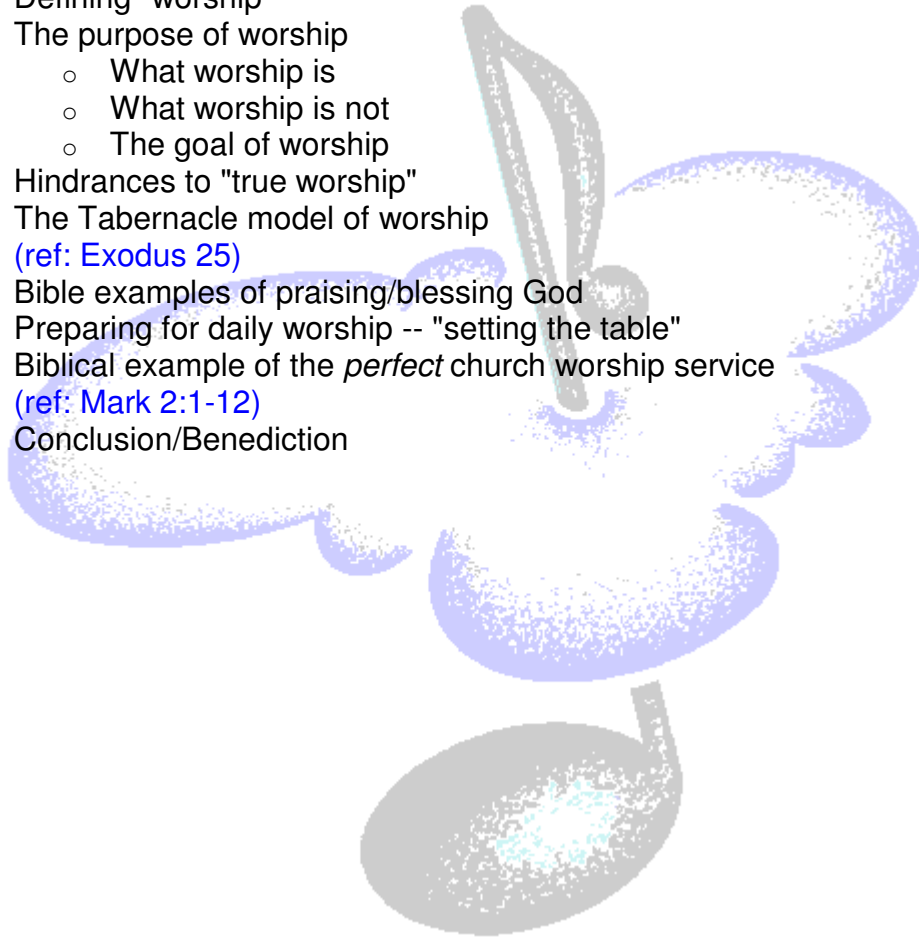 Defining "worship"
The purpose of worship
○ What worship is
○ What worship is not
○ The goal of worship
Hindrances to "true worship"
The Tabernacle model of worship
(ref: Exodus 25)
Bible examples of praising/blessing God
Preparing for daily worship -- "setting the table"
Biblical example of the perfect church worship service
(ref: Mark 2:1-12)
Conclusion/Benediction